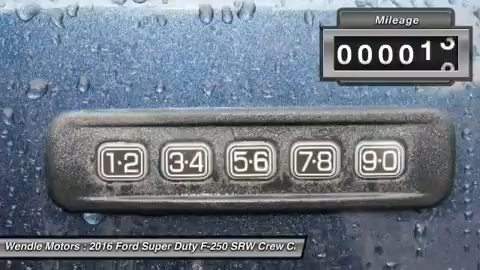 Mileage
00001
1·2 3·4 5·6 7·8 9·0
Wendle Motors : 2016 Ford Super Duty F-250 SRW Crew C.